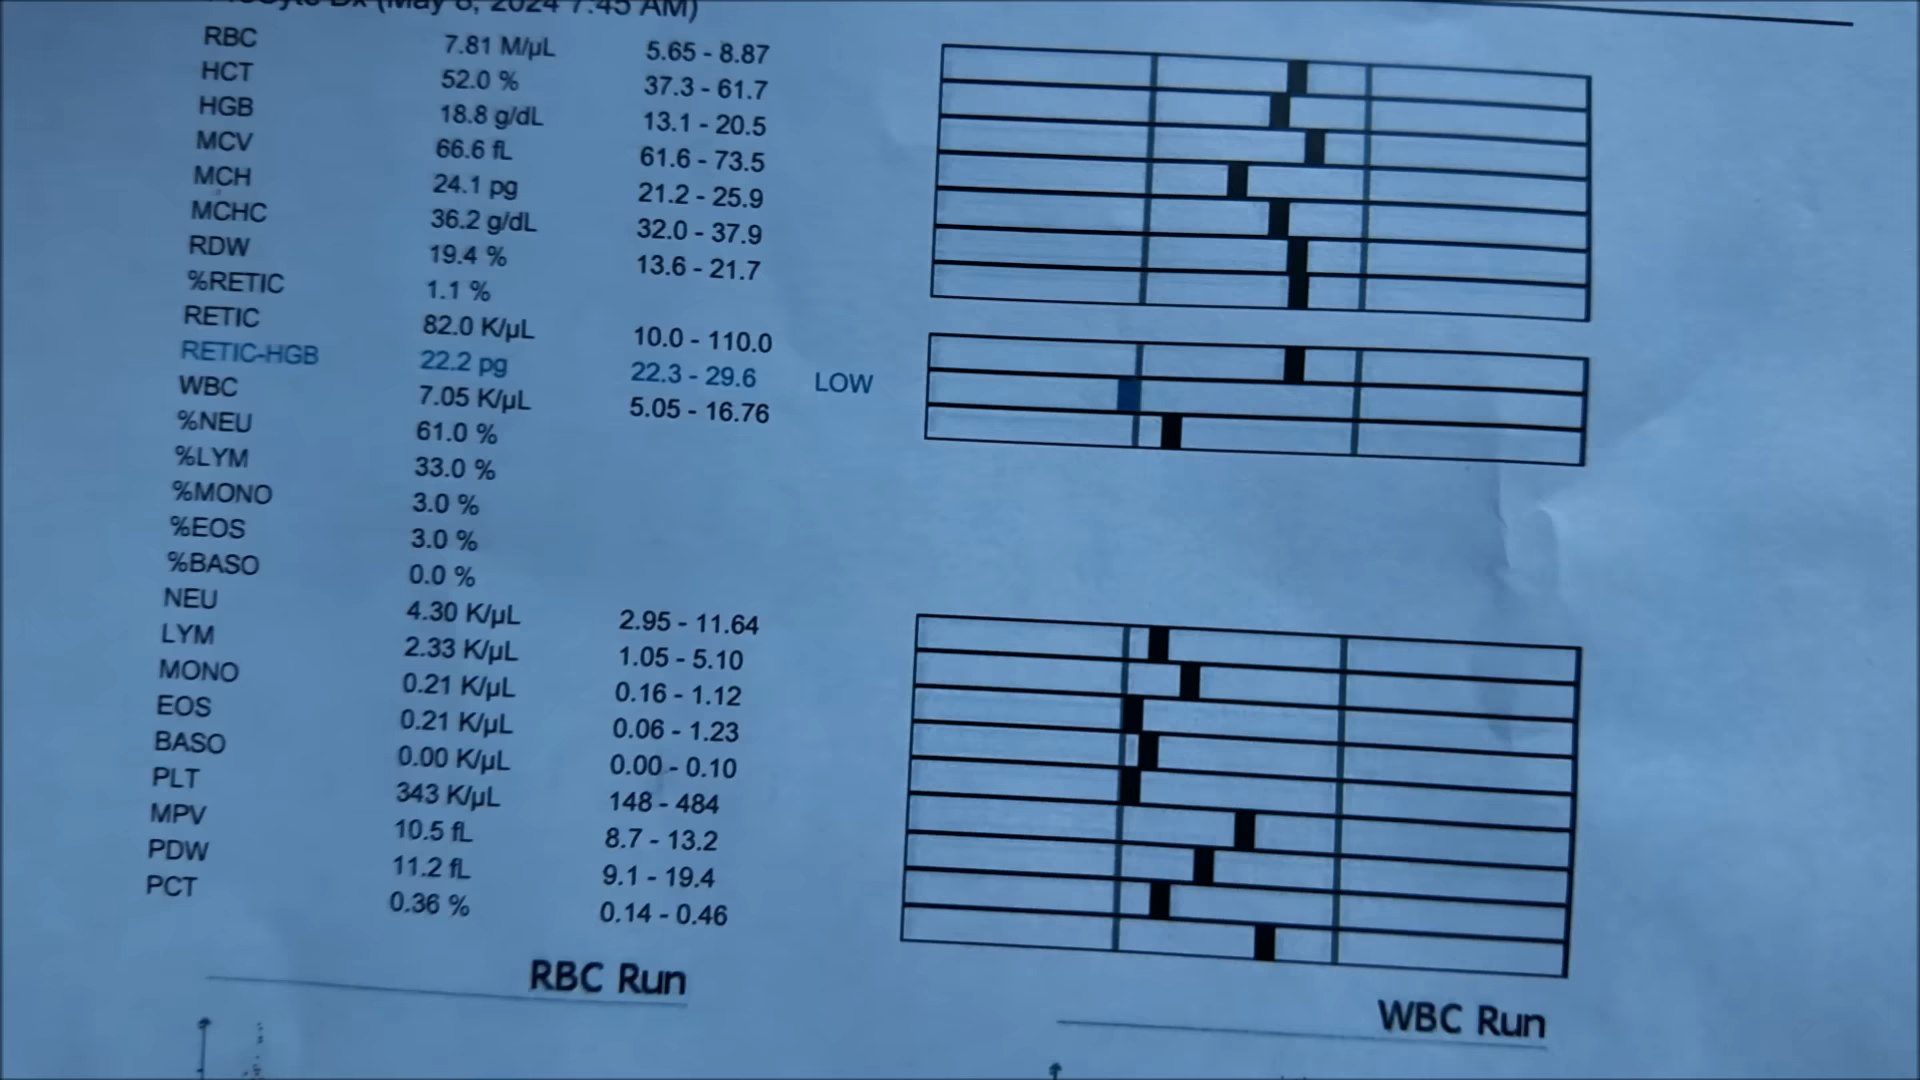 Dx (May 8, 2024 7:45 AM)
RBC 7.81 M/µL 5.65 - 8.87
HCT 52.0 % 37.3 - 61.7
HGB 18.8 g/dL 13.1 - 20.5
MCV 66.6 fL 61.6 - 73.5
MCH 24.1 pg 21.2 - 25.9
MCHC 36.2 g/dL 32.0 - 37.9
RDW 19.4 % 13.6 - 21.7
%RETIC 1.1 %
RETIC 82.0 K/µL 10.0 - 110.0
RETIC-HGB 22.2 pg 22.3 - 29.6 LOW
WBC 7.05 K/µL 5.05 - 16.76
%NEU 61.0 %
%LYM 33.0 %
%MONO 3.0 %
%EOS 3.0 %
%BASO 0.0 %
NEU 4.30 K/µL 2.95 - 11.64
LYM 2.33 K/µL 1.05 - 5.10
MONO 0.21 K/µL 0.16 - 1.12
EOS 0.21 K/µL 0.06 - 1.23
BASO 0.00 K/µL 0.00 - 0.10
PLT 343 K/µL 148 - 484
MPV 10.5 fL 8.7 - 13.2
PDW 11.2 fL 9.1 - 19.4
PCT 0.36 % 0.14 - 0.46
RBC Run
WBC Run